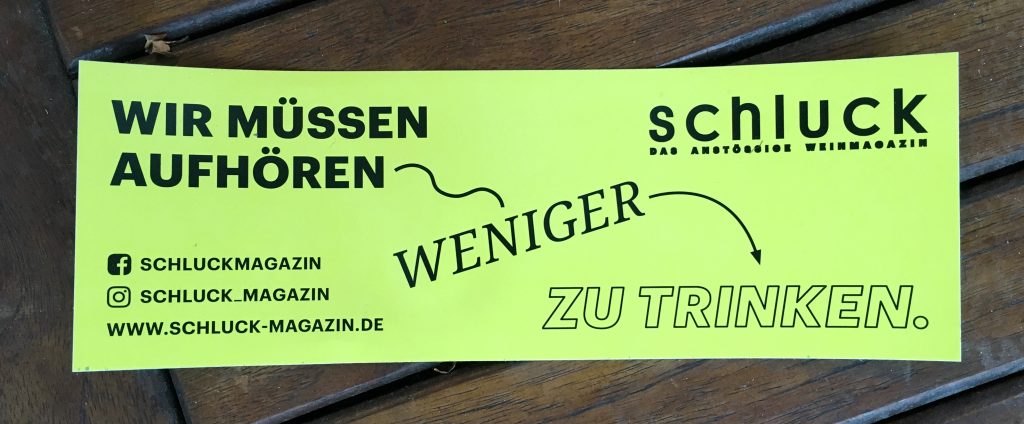 WIR MÜSSEN
AUFHÖREN
WENIGER
ZU TRINKEN.
schluck
DAS ANSTÖSSIGE WEINMAGAZIN
SCHLUCKMAGAZIN
SCHLUCK_MAGAZIN
WWW.SCHLUCK-MAGAZIN.DE